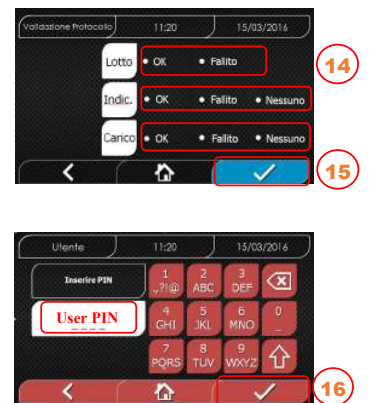 Validazione Protocollo 11:20 15/03/2016
Lotto • OK • Fallito
14
Indic. • OK • Fallito • Nessuno
Carico • OK • Fallito • Nessuno
15
Utente 11:20 15/03/2016
Inserire PIN
1 2 3
.,?!@ ABC DEF
User PIN
4 5 6 0
GHI JKL MNO _
7 8 9
PQRS TUV WXYZ
16